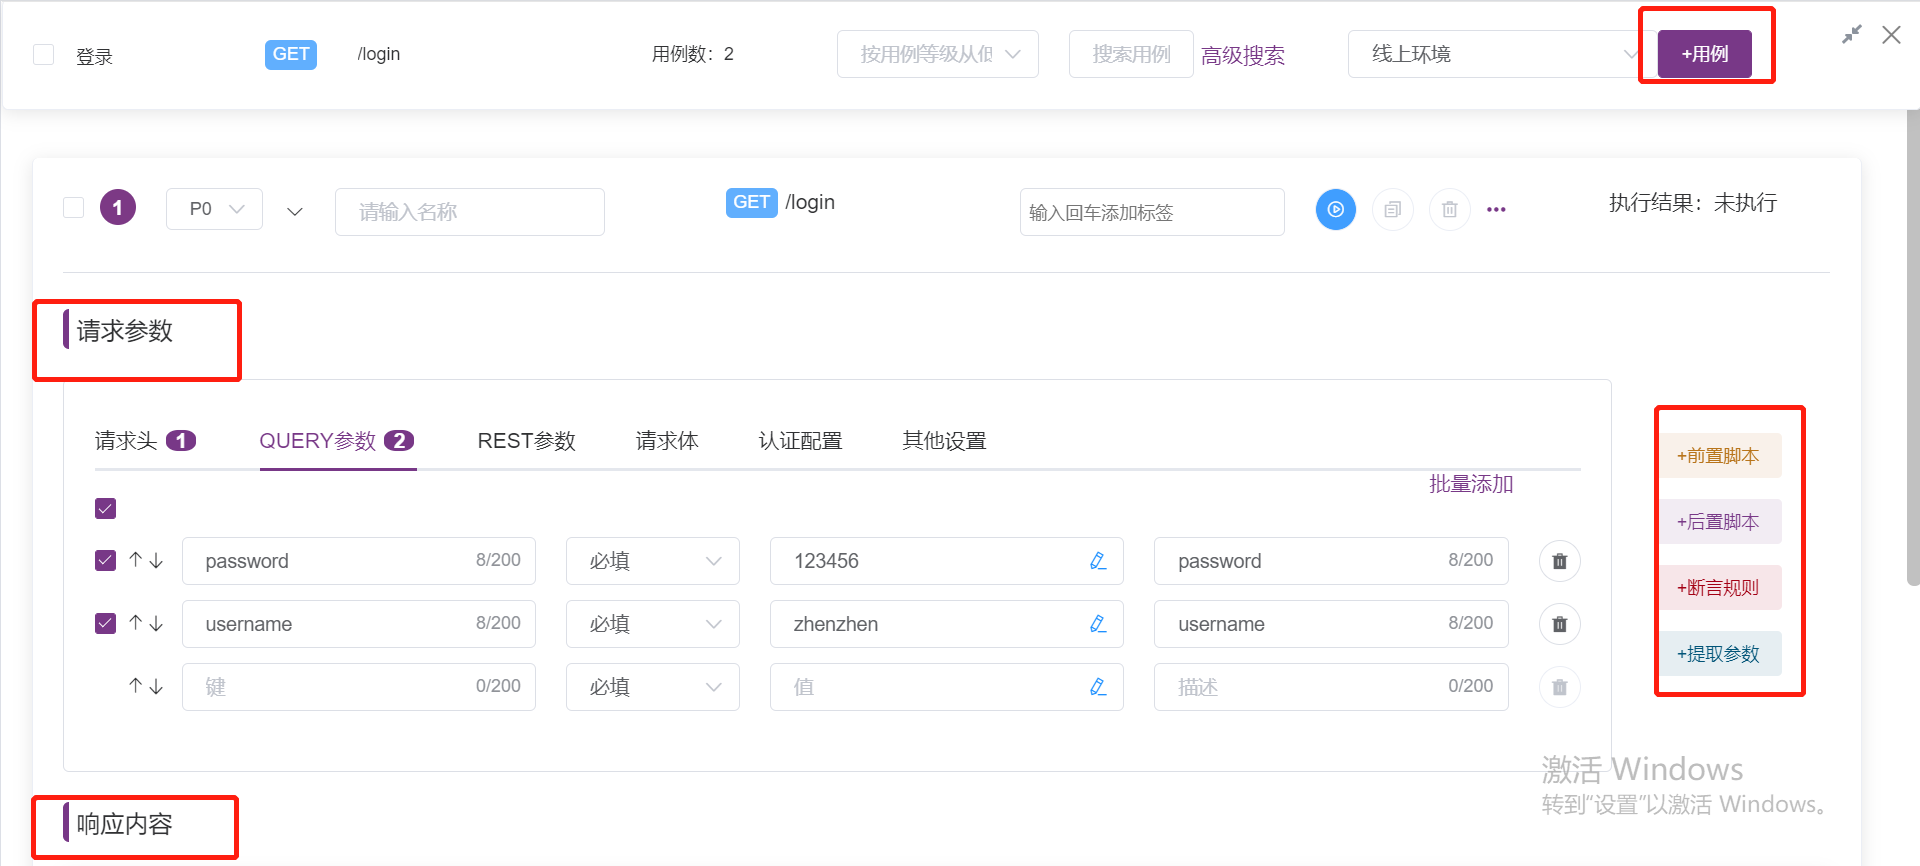 登录 GET /login 用例数：2 按用例等级从低 搜索用例 高级搜索 线上环境 +用例
1 P0 请输入名称 GET /login 输入回车添加标签 执行结果：未执行
请求参数
请求头 1 QUERY参数 2 REST参数 请求体 认证配置 其他设置
批量添加
password 8/200 必填 123456 password 8/200
username 8/200 必填 zhenzhen username 8/200
键 0/200 必填 值 描述 0/200
+前置脚本
+后置脚本
+断言规则
+提取参数
响应内容
激活 Windows
转到“设置”以激活 Windows。